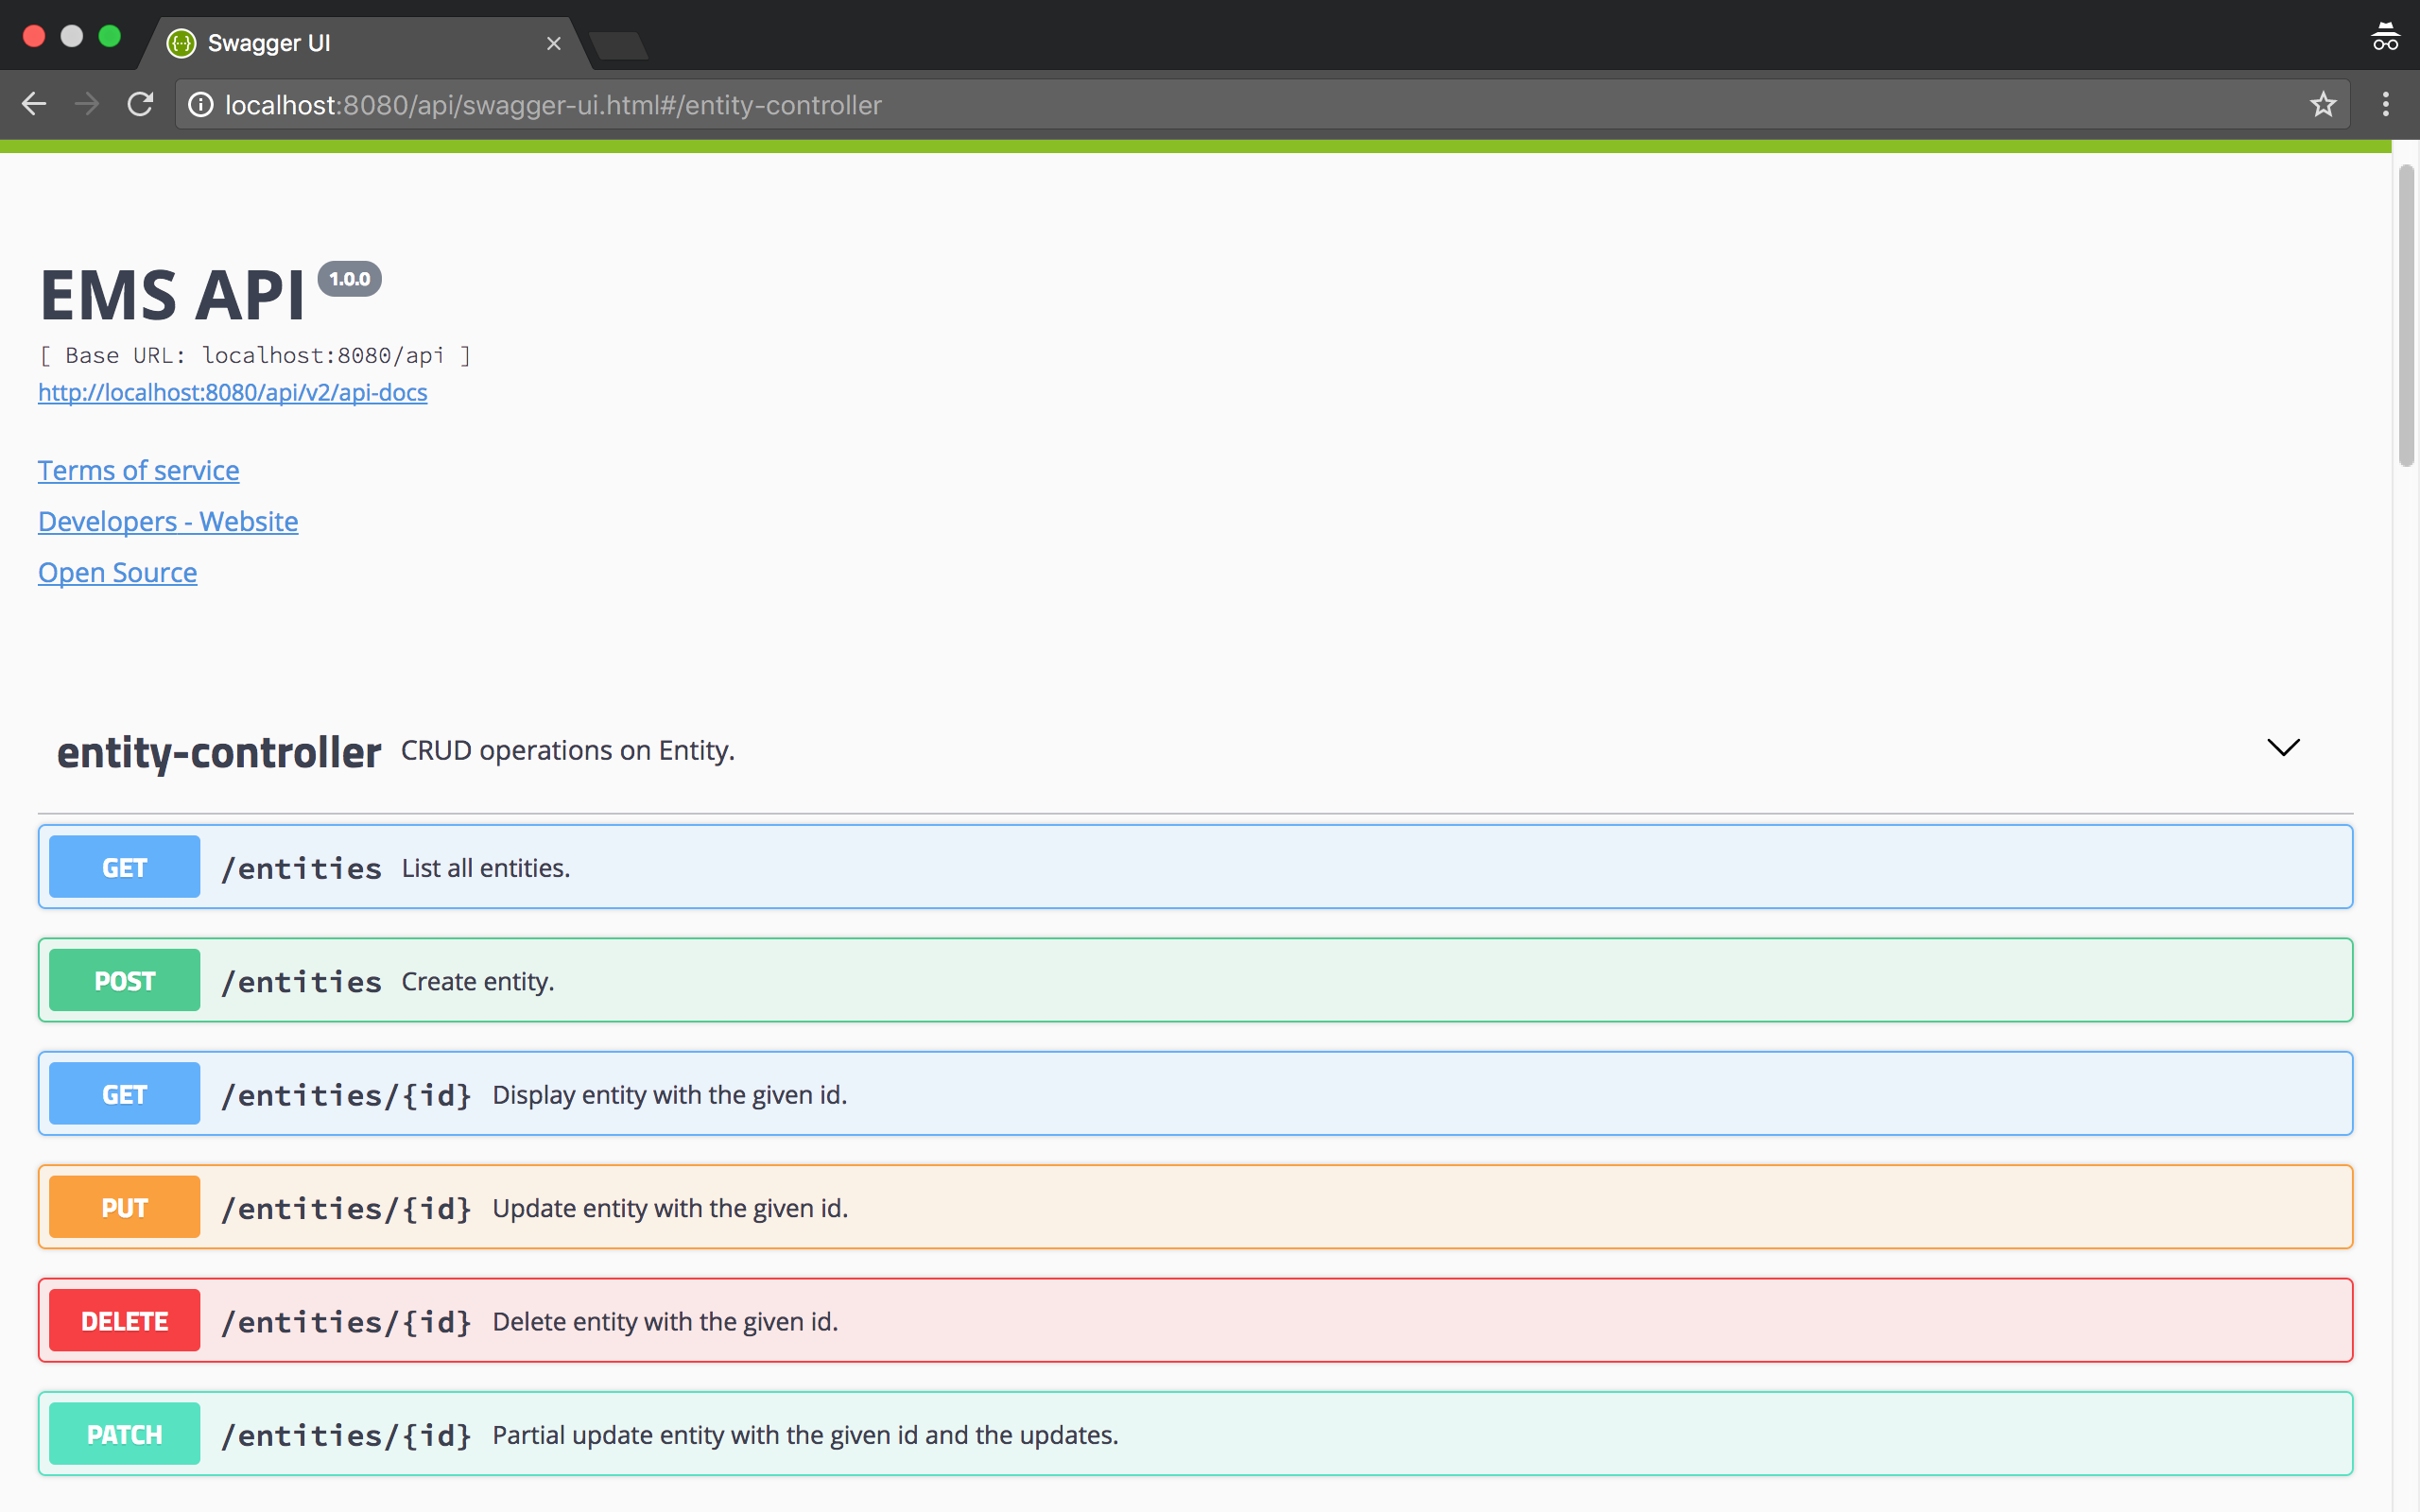 Swagger UI
localhost:8080/api/swagger-ui.html#/entity-controller
EMS API 1.0.0
[ Base URL: localhost:8080/api ]
http://localhost:8080/api/v2/api-docs
Terms of service
Developers - Website
Open Source
entity-controller CRUD operations on Entity.
GET /entities List all entities.
POST /entities Create entity.
GET /entities/{id} Display entity with the given id.
PUT /entities/{id} Update entity with the given id.
DELETE /entities/{id} Delete entity with the given id.
PATCH /entities/{id} Partial update entity with the given id and the updates.